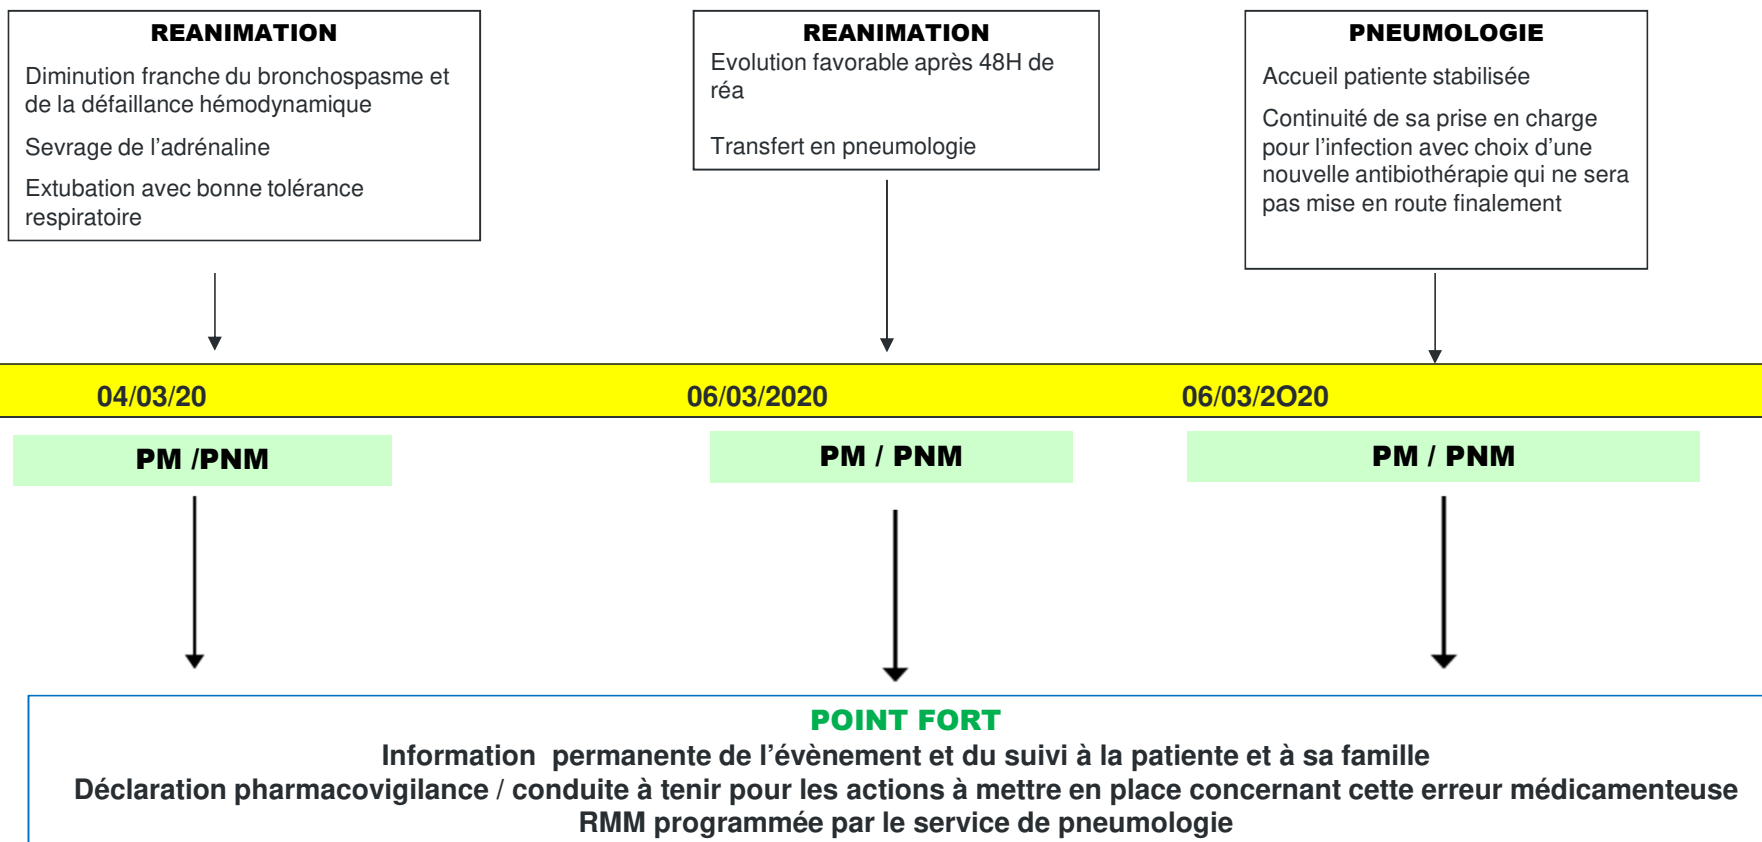 REANIMATION
Diminution franche du bronchospasme et
de la défaillance hémodynamique
Sevrage de l'adrénaline
Extubation avec bonne tolérance
respiratoire
REANIMATION
Evolution favorable après 48H de
réa
Transfert en pneumologie
PNEUMOLOGIE
Accueil patiente stabilisée
Continuité de sa prise en charge
pour l'infection avec choix d'une
nouvelle antibiothérapie qui ne sera
pas mise en route finalement
04/03/20
06/03/2020
06/03/2O20
PM /PNM
PM / PNM
PM / PNM
POINT FORT
Information permanente de l'évènement et du suivi à la patiente et à sa famille
Déclaration pharmacovigilance / conduite à tenir pour les actions à mettre en place concernant cette erreur médicamenteuse
RMM programmée par le service de pneumologie